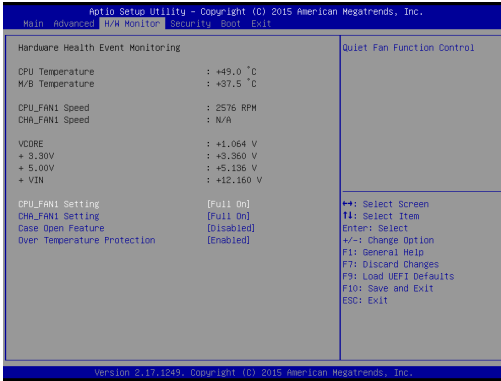 Aptio Setup Utility – Copyright (C) 2015 American Megatrends, Inc.
Main Advanced H/W Monitor Security Boot Exit
Hardware Health Event Monitoring
Quiet Fan Function Control
CPU Temperature : +49.0 °C
M/B Temperature : +37.5 °C
CPU_FAN1 Speed : 2576 RPM
CHA_FAN1 Speed : N/A
VCORE : +1.064 V
+ 3.30V : +3.360 V
+ 5.00V : +5.136 V
+ VIN : +12.160 V
CPU_FAN1 Setting [Full On]
CHA_FAN1 Setting [Full On]
Case Open Feature [Disabled]
Over Temperature Protection [Enabled]
↔: Select Screen
↑↓: Select Item
Enter: Select
+/-: Change Option
F1: General Help
F7: Discard Changes
F9: Load UEFI Defaults
F10: Save and Exit
ESC: Exit
Version 2.17.1249. Copyright (C) 2015 American Megatrends, Inc.